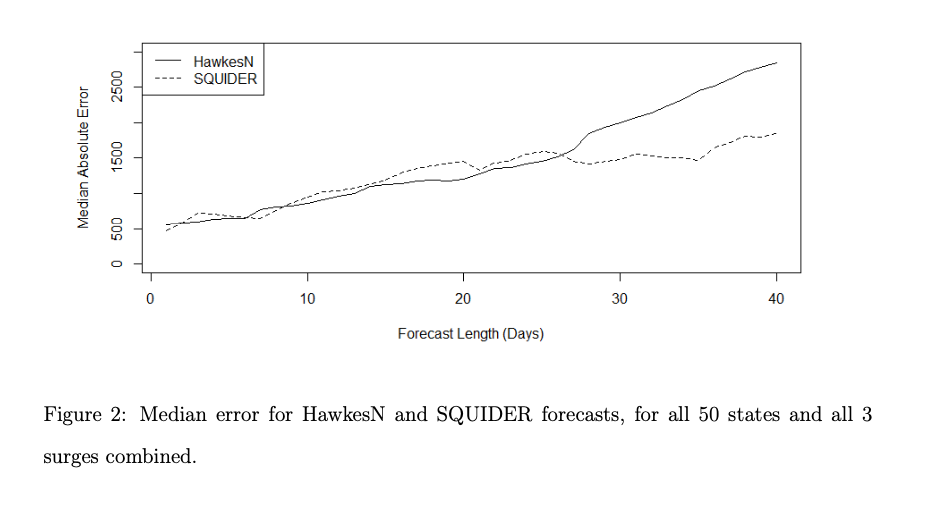 HawkesN
SQUIDER
Median Absolute Error
2500
1500
500
0
0 10 20 30 40
Forecast Length (Days)
Figure 2: Median error for HawkesN and SQUIDER forecasts, for all 50 states and all 3
surges combined.